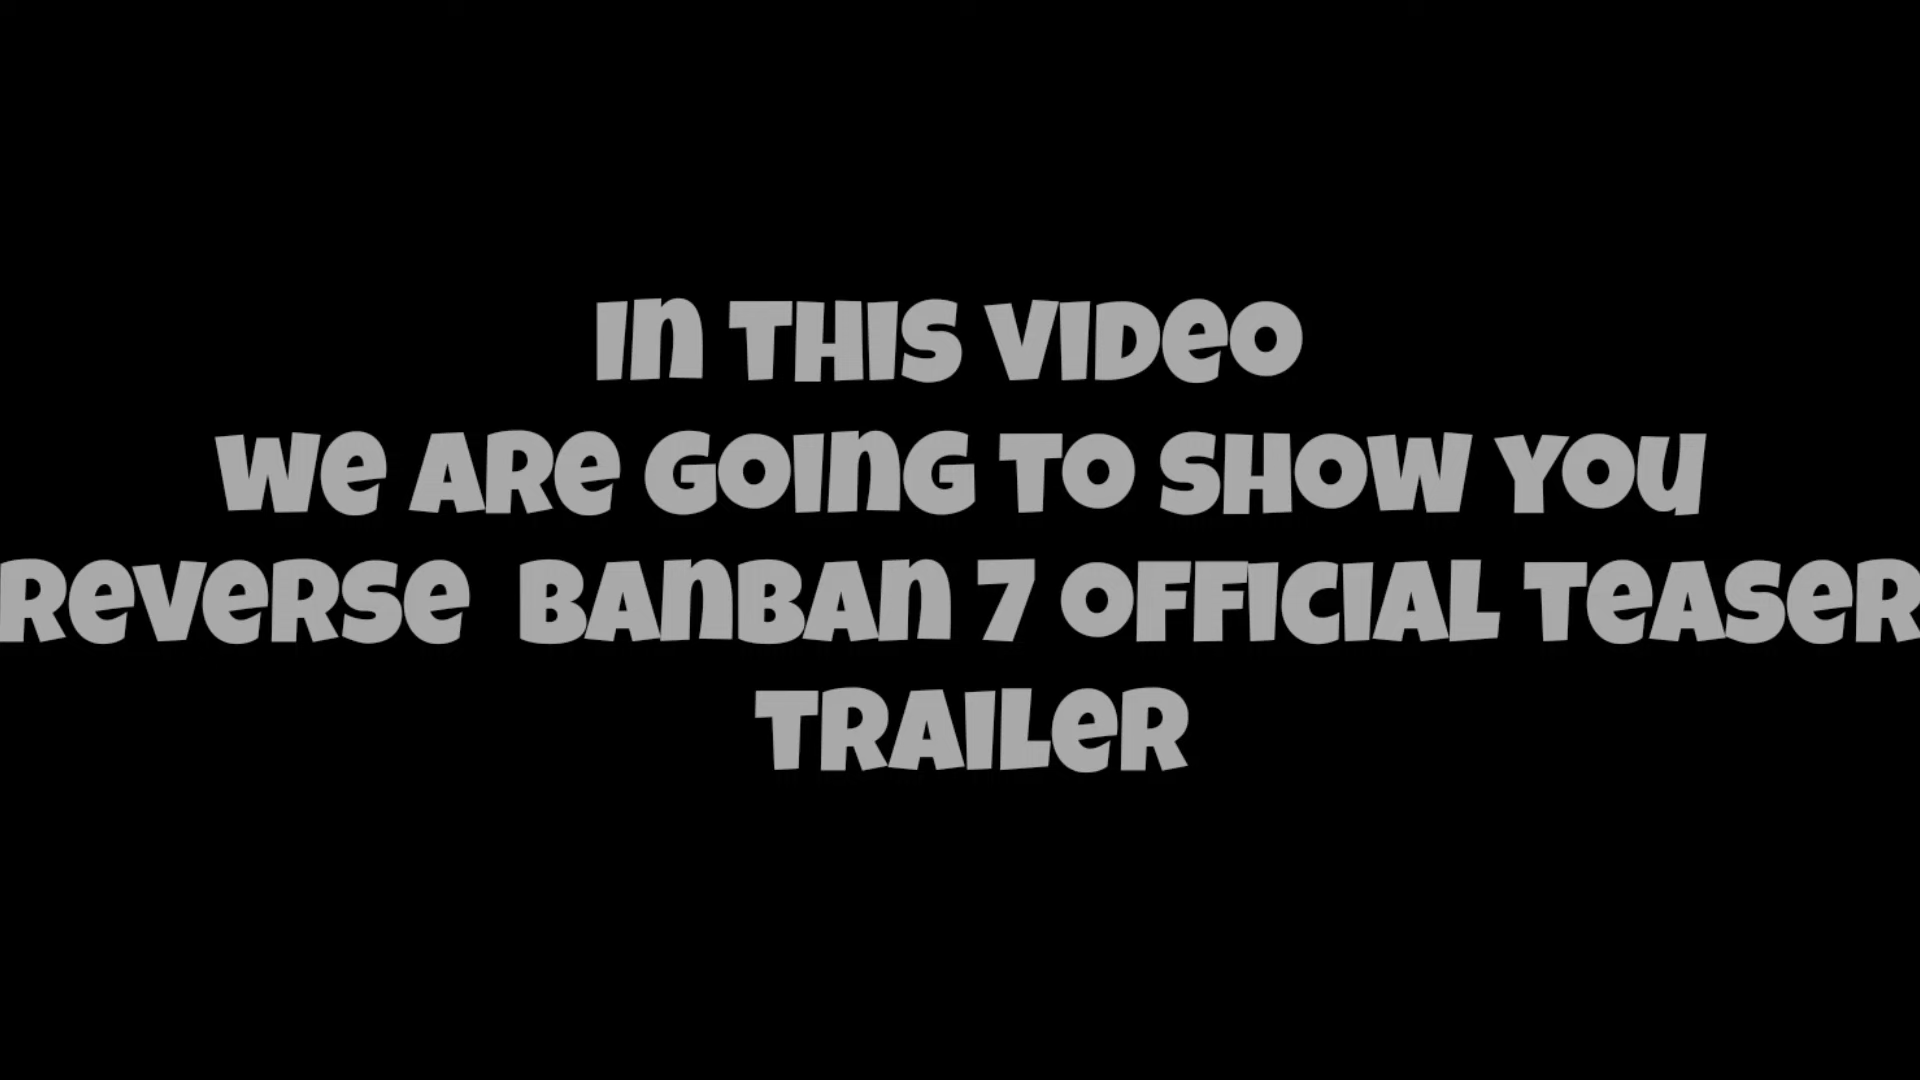 In this video
we are going to show you
reverse  banban 7 official teaser
trailer